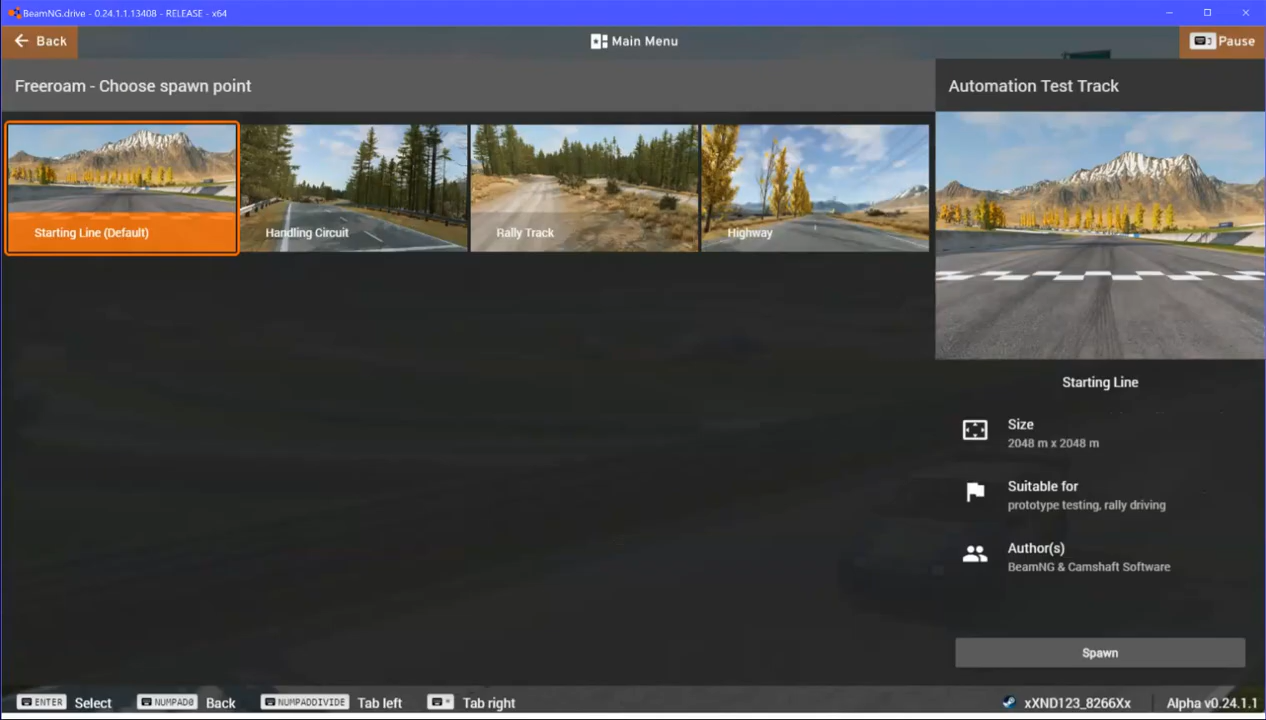 BeamNG.drive - 0.24.1.1.13408 - RELEASE - x64
Back
Main Menu
Pause
Freeroam - Choose spawn point
Automation Test Track
Starting Line (Default)
Handling Circuit
Rally Track
Highway
Starting Line
Size
2048 m x 2048 m
Suitable for
prototype testing, rally driving
Author(s)
BeamNG & Camshaft Software
Spawn
ENTER Select NUMPAD0 Back NUMPADDIVIDE Tab left * Tab right
xXND123_8266Xx Alpha v0.24.1.1